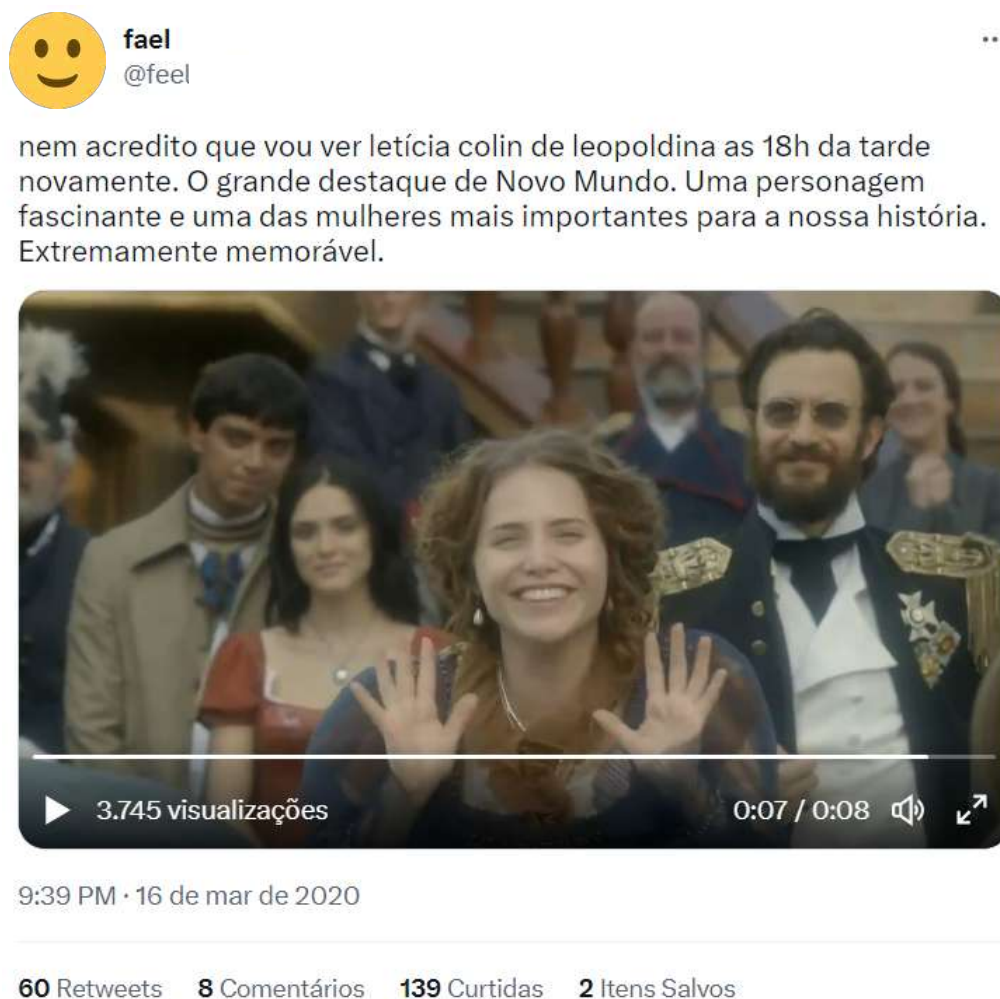 fael
@feel
nem acredito que vou ver letícia colin de leopoldina as 18h da tarde
novamente. O grande destaque de Novo Mundo. Uma personagem
fascinante e uma das mulheres mais importantes para a nossa história.
Extremamente memorável.
3.745 visualizações 0:07 / 0:08
9:39 PM · 16 de mar de 2020
60 Retweets 8 Comentários 139 Curtidas 2 Itens Salvos